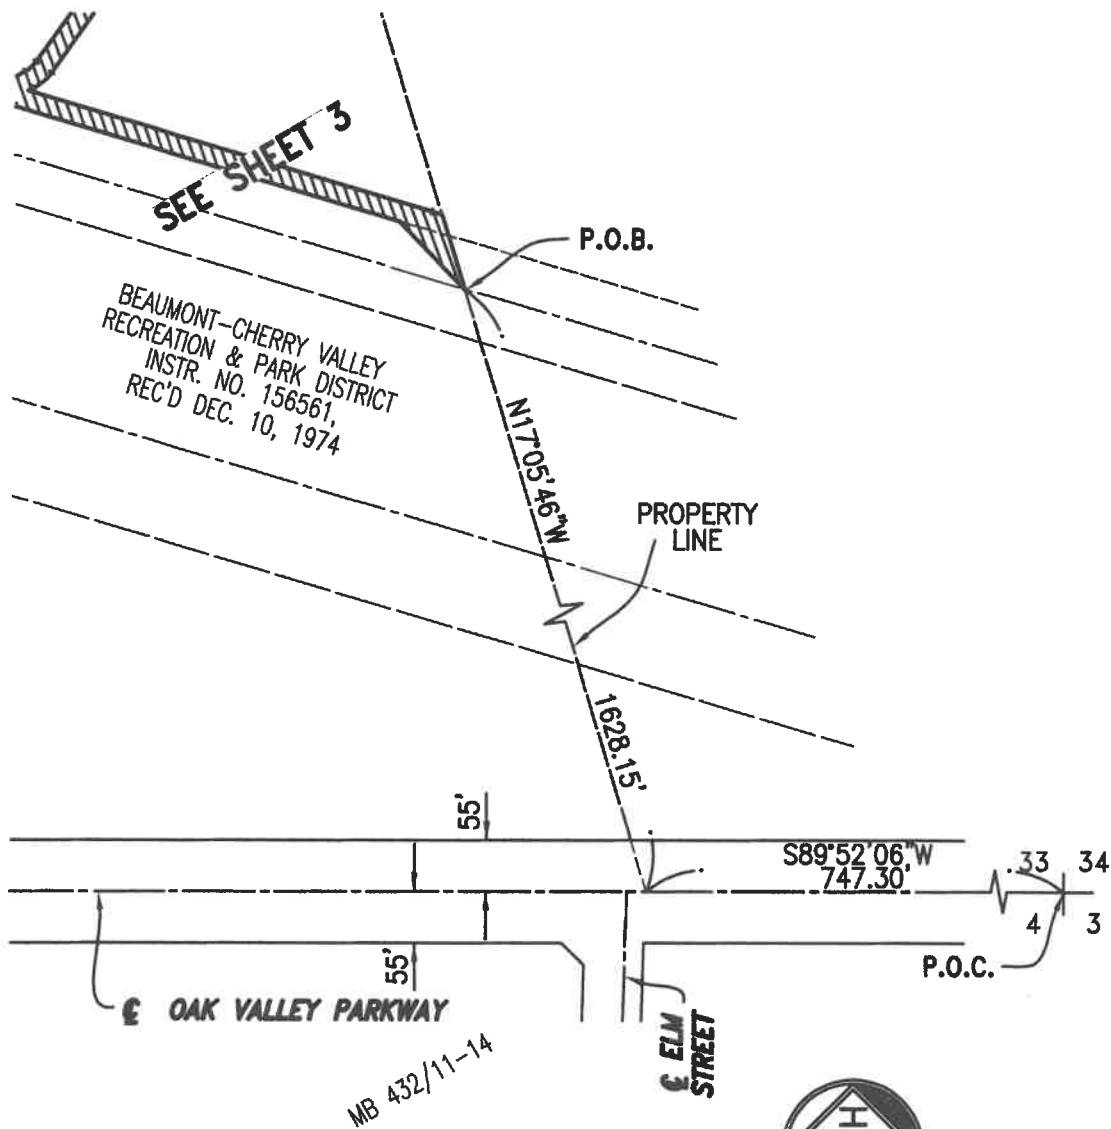 SEE SHEET 3
P.O.B.
BEAUMONT-CHERRY VALLEY
RECREATION & PARK DISTRICT
INSTR. NO. 156561,
REC'D DEC. 10, 1974
N17°05'46"W
PROPERTY
LINE
1628.15'
55'
S89°52'06"W
747.30'
33 34
4 3
P.O.C.
55'
℄ OAK VALLEY PARKWAY
℄ ELM
STREET
MB 432/11-14